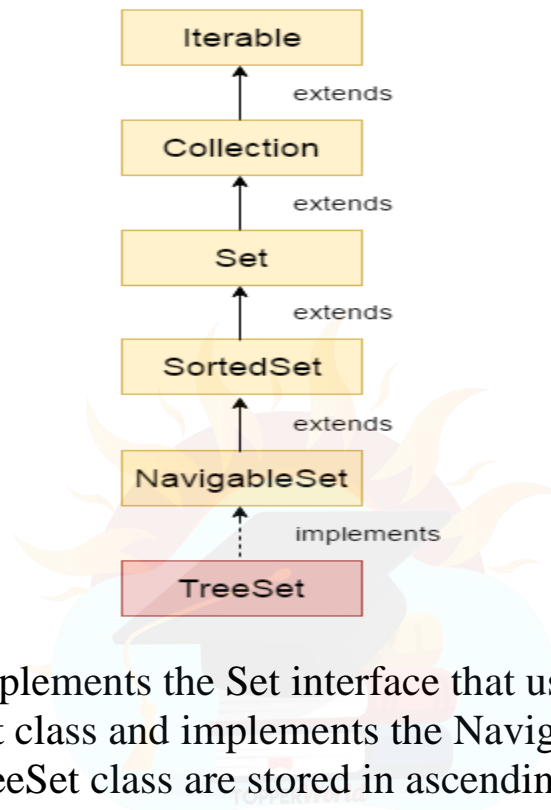 Iterable
extends
Collection
extends
Set
extends
SortedSet
extends
NavigableSet
implements
TreeSet
plements the Set interface that us
t class and implements the Navig
eeSet class are stored in ascendin
TOPPERWorld